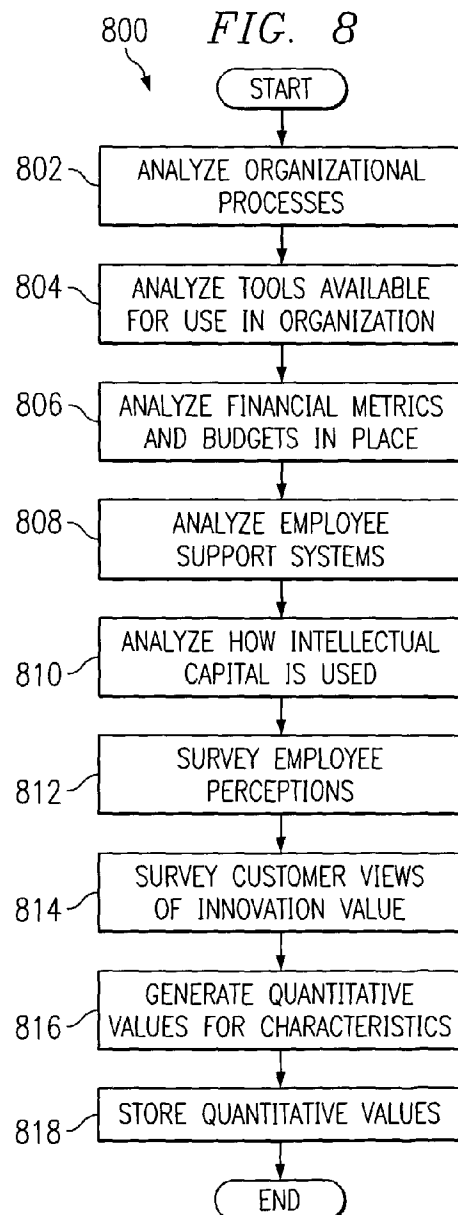 800
FIG. 8
START
802
ANALYZE ORGANIZATIONAL
PROCESSES
804
ANALYZE TOOLS AVAILABLE
FOR USE IN ORGANIZATION
806
ANALYZE FINANCIAL METRICS
AND BUDGETS IN PLACE
808
ANALYZE EMPLOYEE
SUPPORT SYSTEMS
810
ANALYZE HOW INTELLECTUAL
CAPITAL IS USED
812
SURVEY EMPLOYEE
PERCEPTIONS
814
SURVEY CUSTOMER VIEWS
OF INNOVATION VALUE
816
GENERATE QUANTITATIVE
VALUES FOR CHARACTERISTICS
818
STORE QUANTITATIVE VALUES
END